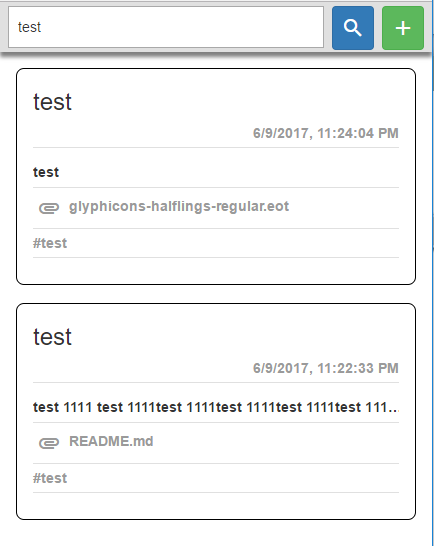 test
test
6/9/2017, 11:24:04 PM
test
glyphicons-halflings-regular.eot
#test
test
6/9/2017, 11:22:33 PM
test 1111 test 1111test 1111test 1111test 1111test 111...
README.md
#test